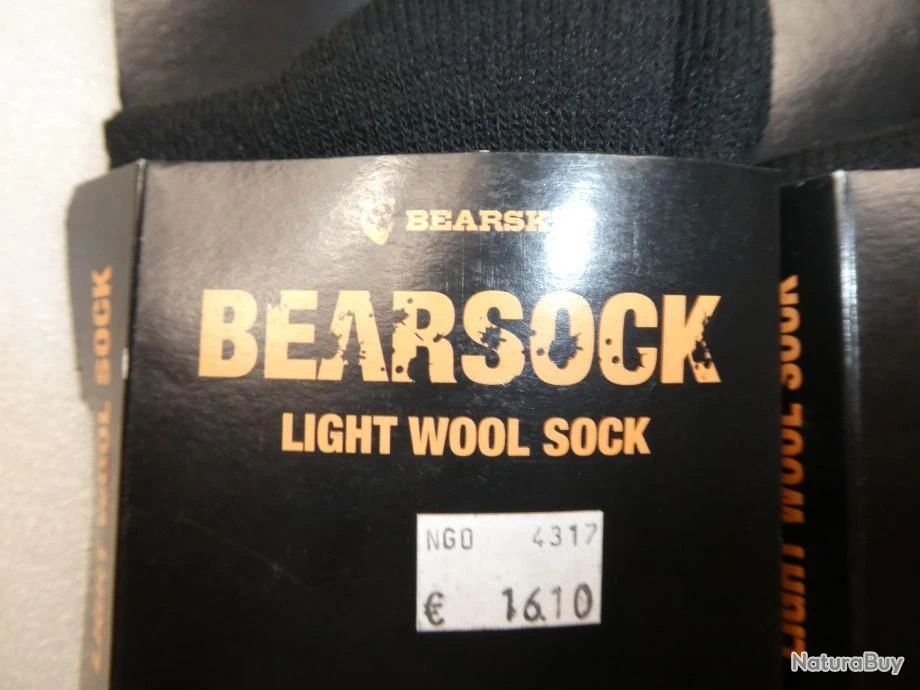 BEARSK
BEARSOCK
LIGHT WOOL SOCK
NGO 4317
€ 16.10
LIGHT WOOL SOCK
LIGHT WOOL SOCK
NaturaBuy